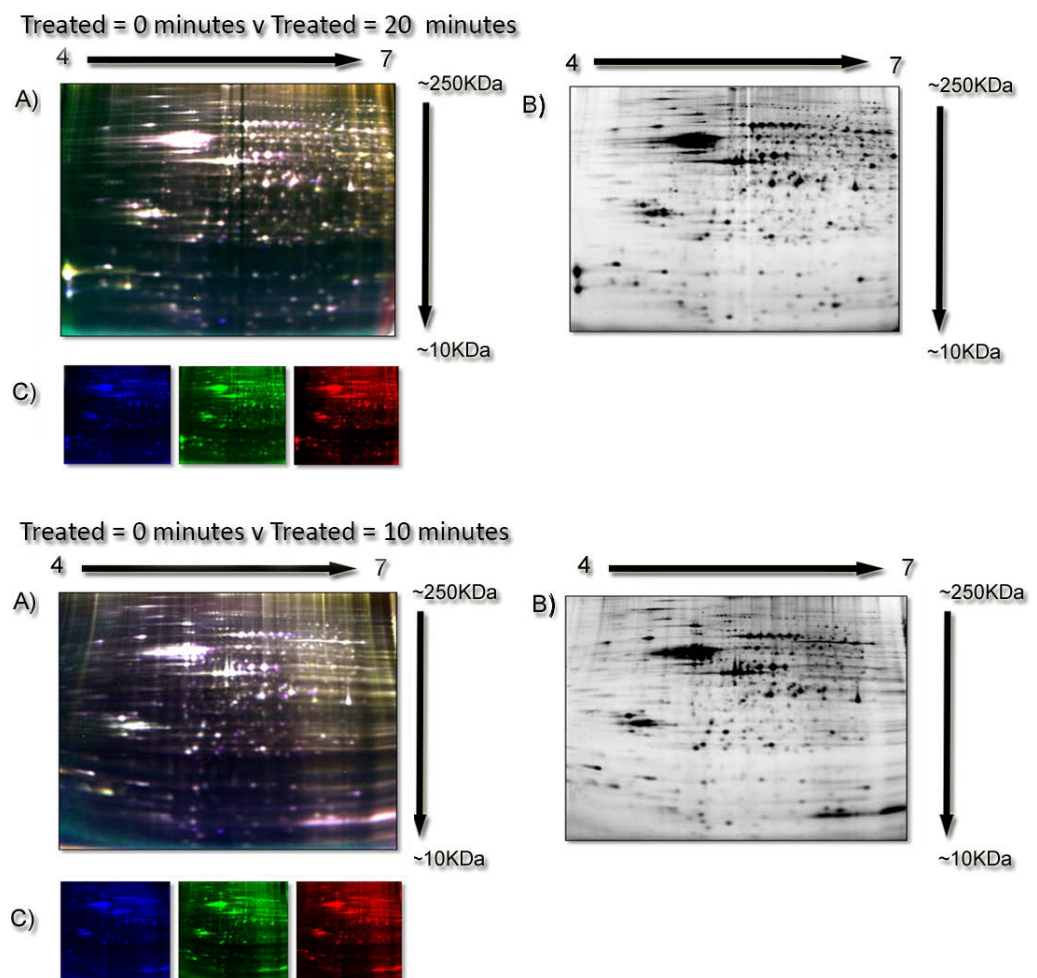 Treated = 0 minutes v Treated = 20 minutes
4 7
A)
~250KDa
~10KDa
4 7
B)
~250KDa
~10KDa
C)
Treated = 0 minutes v Treated = 10 minutes
4 7
A)
~250KDa
~10KDa
4 7
B)
~250KDa
~10KDa
C)